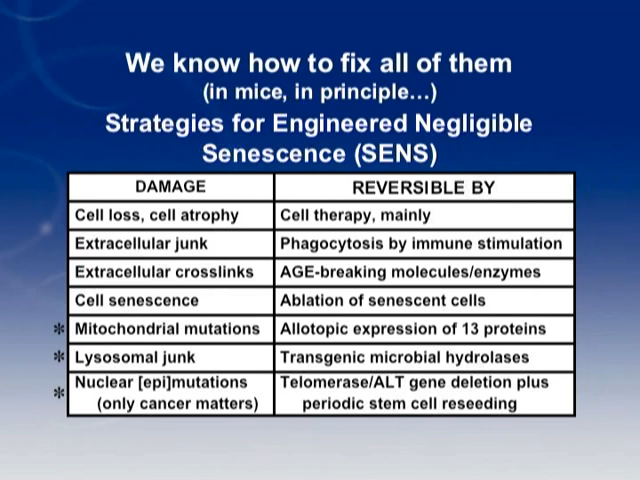 We know how to fix all of them
(in mice, in principle…)
Strategies for Engineered Negligible
Senescence (SENS)
DAMAGE REVERSIBLE BY
Cell loss, cell atrophy Cell therapy, mainly
Extracellular junk Phagocytosis by immune stimulation
Extracellular crosslinks AGE-breaking molecules/enzymes
Cell senescence Ablation of senescent cells
* Mitochondrial mutations Allotopic expression of 13 proteins
* Lysosomal junk Transgenic microbial hydrolases
* Nuclear [epi]mutations Telomerase/ALT gene deletion plus
(only cancer matters) periodic stem cell reseeding